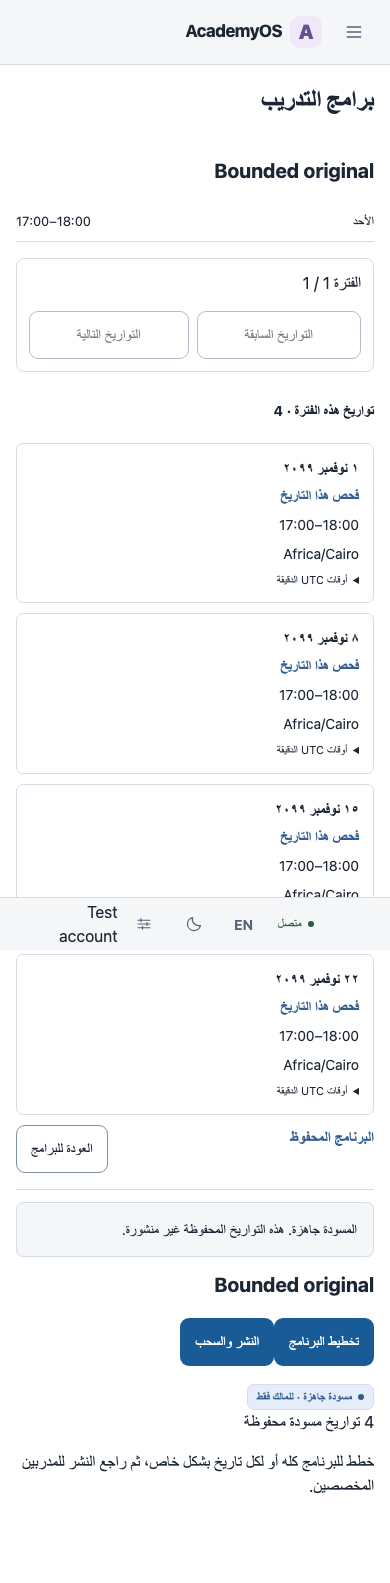 A AcademyOS
برامج التدريب
Bounded original
الأحد 17:00–18:00
الفترة 1 / 1
التواريخ السابقة التواريخ التالية
تواريخ هذه الفترة · 4
١ نوفمبر ٢٠٩٩
فحص هذا التاريخ
17:00–18:00
Africa/Cairo
أوقات UTC الدقيقة
٨ نوفمبر ٢٠٩٩
فحص هذا التاريخ
17:00–18:00
Africa/Cairo
أوقات UTC الدقيقة
١٥ نوفمبر ٢٠٩٩
فحص هذا التاريخ
17:00–18:00
Africa/Cairo
متصل EN Test account
٢٢ نوفمبر ٢٠٩٩
فحص هذا التاريخ
17:00–18:00
Africa/Cairo
أوقات UTC الدقيقة
البرنامج المحفوظ العودة للبرامج
المسودة جاهزة. هذه التواريخ المحفوظة غير منشورة.
Bounded original
تخطيط البرنامج النشر والسحب
مسودة جاهزة · للمالك فقط
4 تواريخ مسودة محفوظة
خطط للبرنامج كله أو لكل تاريخ بشكل خاص، ثم راجع النشر للمدربين
المخصصين.